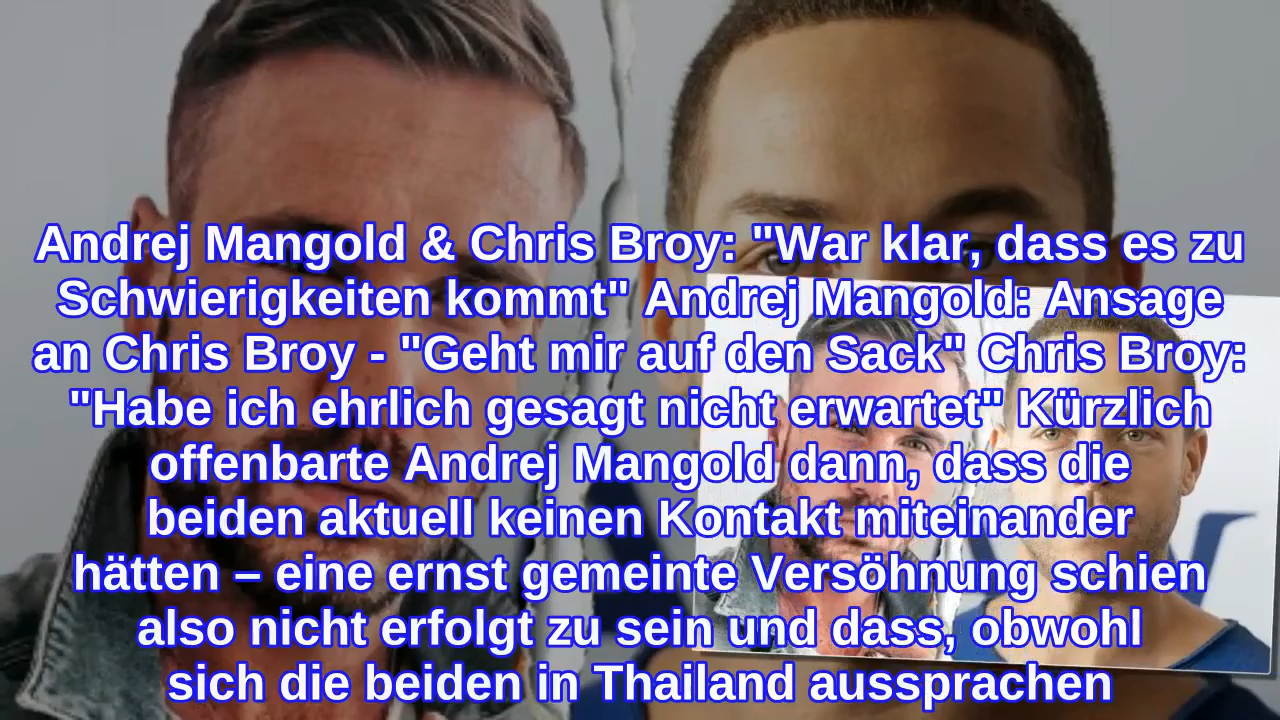 Andrej Mangold & Chris Broy: "War klar, dass es zu
Schwierigkeiten kommt" Andrej Mangold: Ansage
an Chris Broy - "Geht mir auf den Sack" Chris Broy:
"Habe ich ehrlich gesagt nicht erwartet" Kürzlich
offenbarte Andrej Mangold dann, dass die
beiden aktuell keinen Kontakt miteinander
hätten – eine ernst gemeinte Versöhnung schien
also nicht erfolgt zu sein und dass, obwohl
sich die beiden in Thailand aussprachen